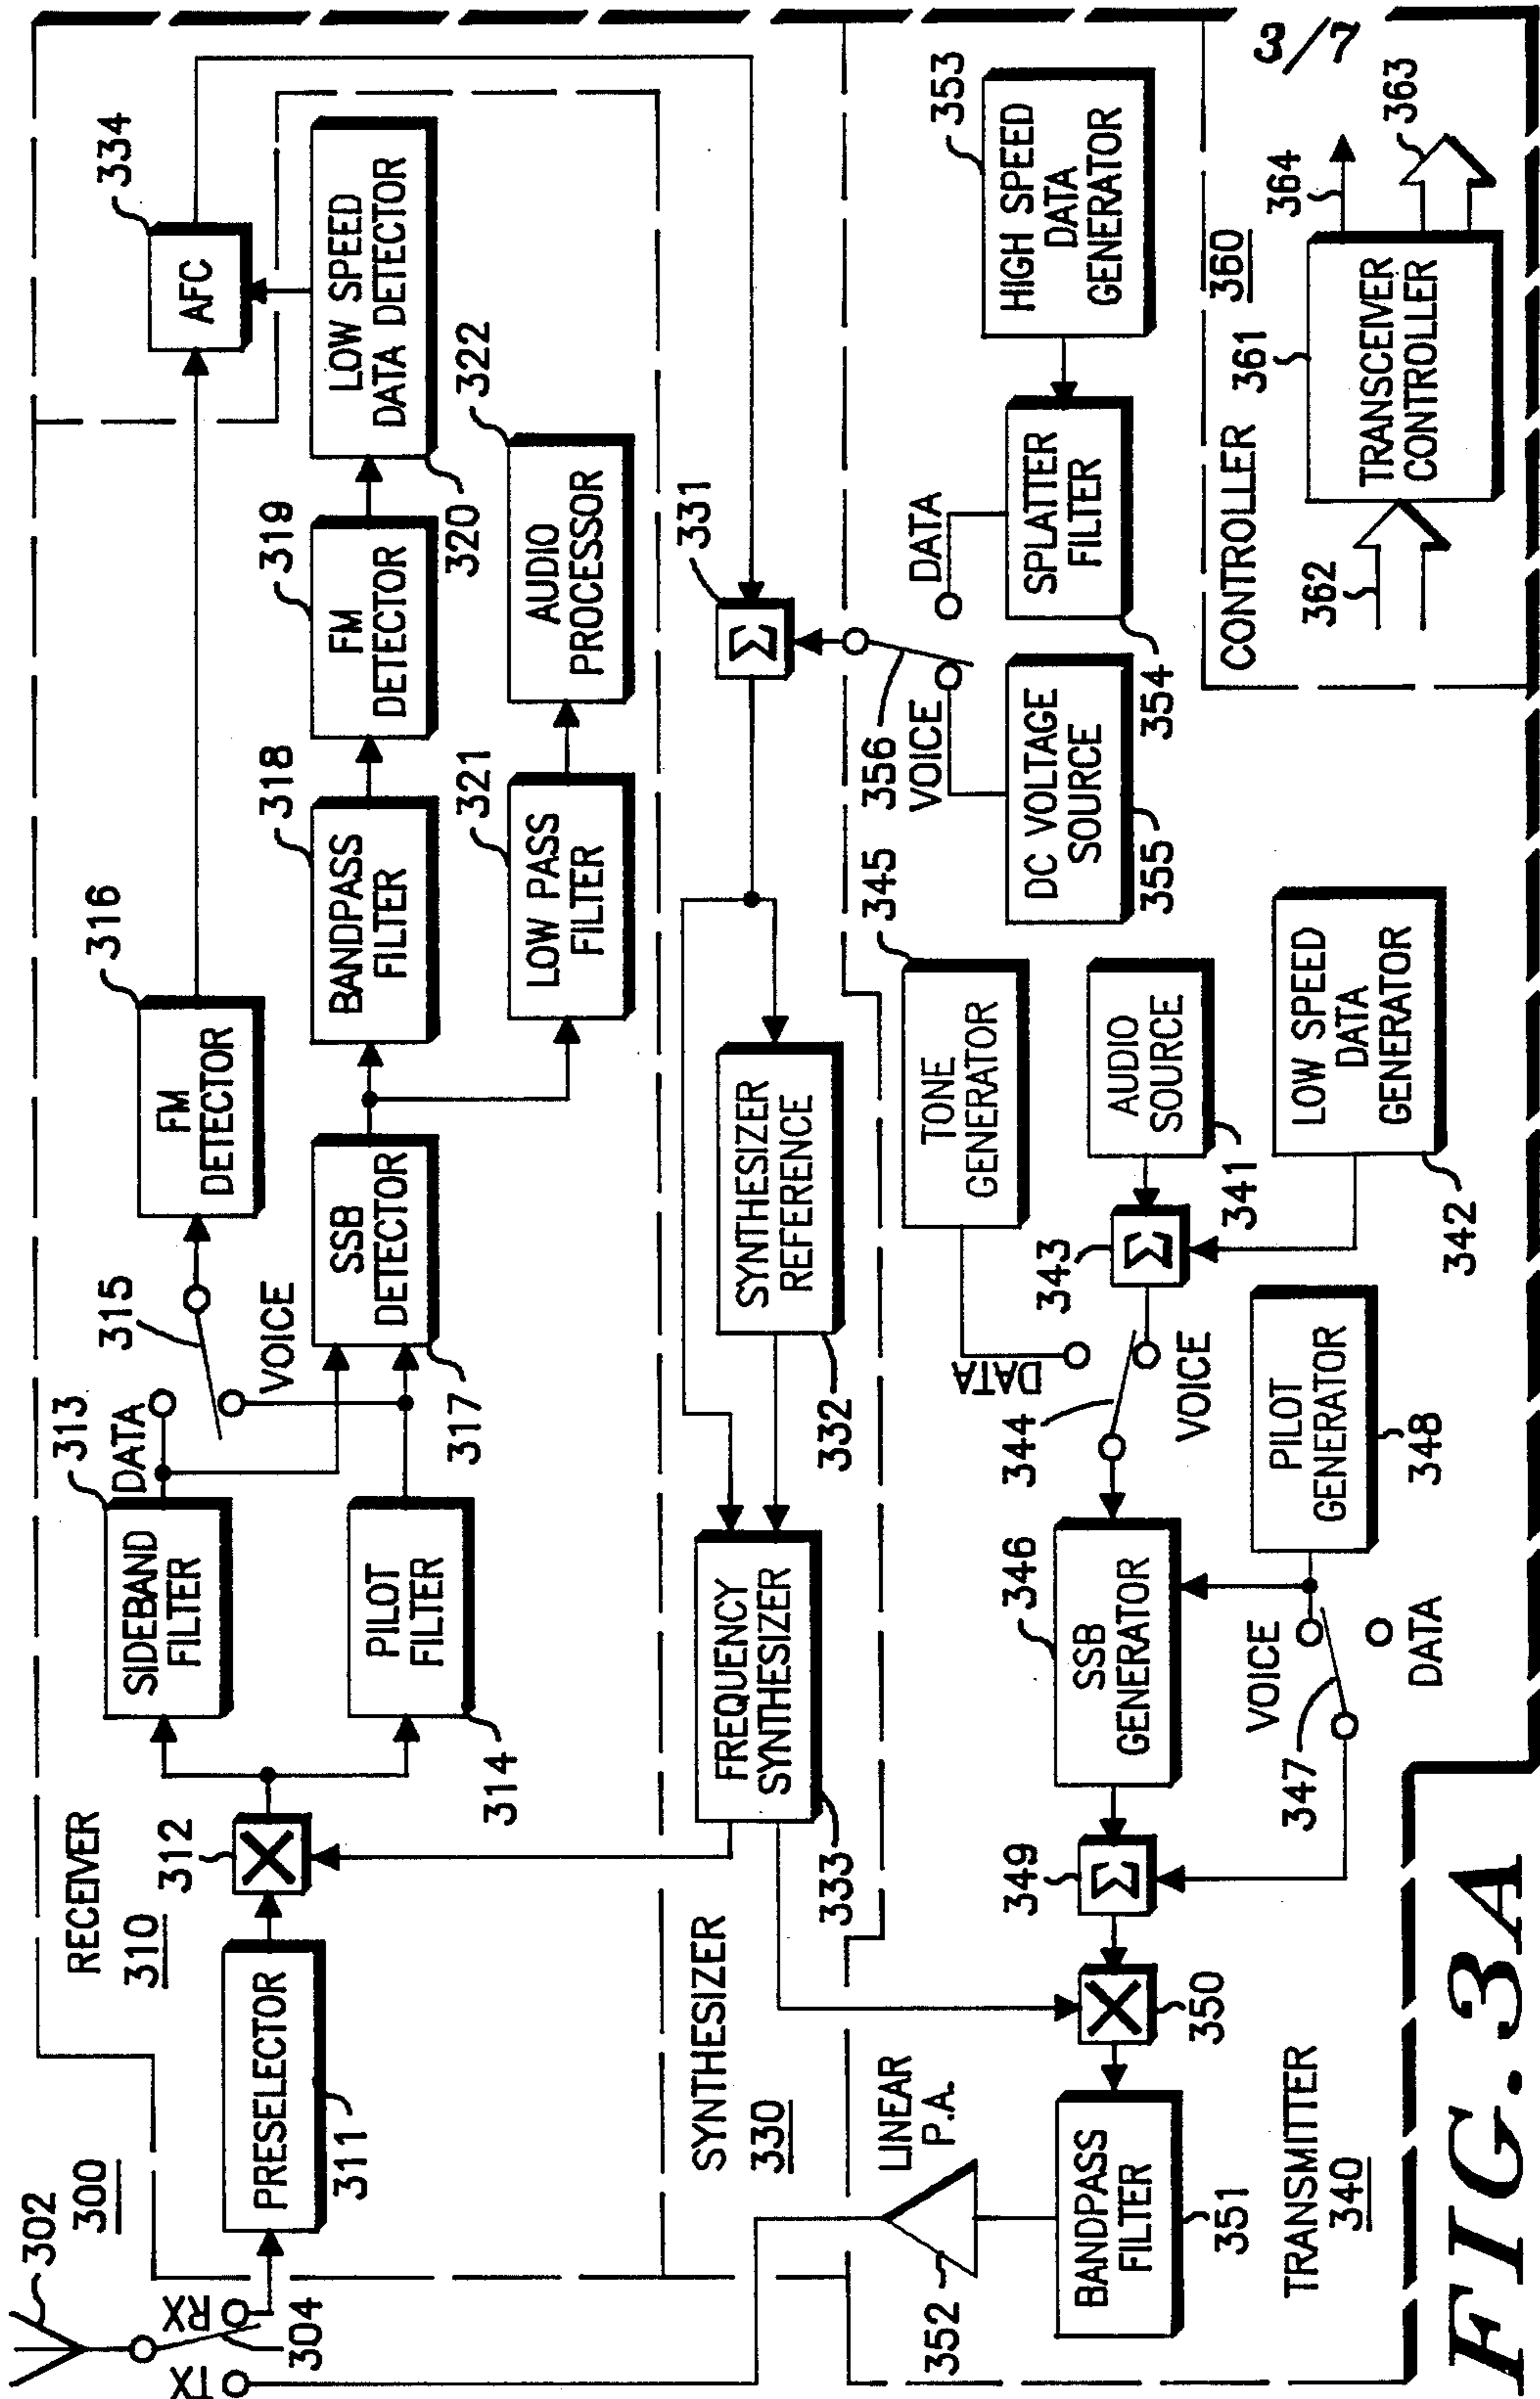 3/7
302
300
TX
RX
304
RECEIVER
310
PRESELECTOR
311
312
313
SIDEBAND
FILTER
PILOT
FILTER
314
DATA
315
VOICE
316
FM
DETECTOR
SSB
DETECTOR
317
318
BANDPASS
FILTER
319
FM
DETECTOR
LOW SPEED
DATA DETECTOR
320
321
LOW PASS
FILTER
322
AUDIO
PROCESSOR
334
AFC
SYNTHESIZER
330
FREQUENCY
SYNTHESIZER
333
SYNTHESIZER
REFERENCE
332
331
Σ
LINEAR
P.A.
352
BANDPASS
FILTER
351
TRANSMITTER
340
350
349
Σ
346
SSB
GENERATOR
VOICE
347
DATA
PILOT
GENERATOR
348
344
DATA
VOICE
343
Σ
345
TONE
GENERATOR
AUDIO
SOURCE
341
LOW SPEED
DATA
GENERATOR
342
356
VOICE
DATA
DC VOLTAGE
SOURCE
355
SPLATTER
FILTER
354
353
HIGH SPEED
DATA
GENERATOR
CONTROLLER
360
361
TRANSCEIVER
CONTROLLER
362
364
363
FIG. 3A